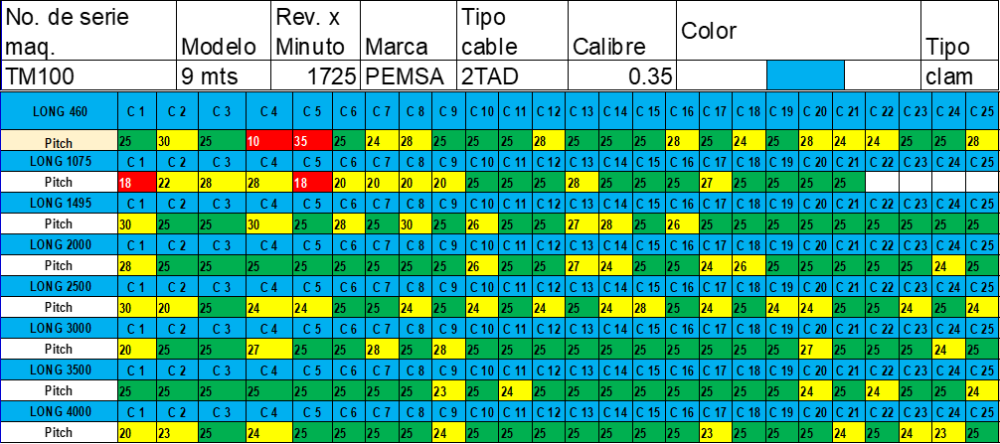 No. de serie maq. Modelo Rev. x Minuto Marca Tipo cable Calibre Color Tipo
TM100 9 mts 1725 PEMSA 2TAD 0.35 clam
LONG 460 C 1 C 2 C 3 C 4 C 5 C 6 C 7 C 8 C 9 C 10 C 11 C 12 C 13 C 14 C 15 C 16 C 17 C 18 C 19 C 20 C 21 C 22 C 23 C 24 C 25
Pitch 25 30 25 10 35 25 24 28 25 25 25 28 25 25 25 28 25 24 25 28 24 24 25 25 28
LONG 1075 C 1 C 2 C 3 C 4 C 5 C 6 C 7 C 8 C 9 C 10 C 11 C 12 C 13 C 14 C 15 C 16 C 17 C 18 C 19 C 20 C 21 C 22 C 23 C 24 C 25
Pitch 18 22 28 28 18 20 20 20 20 25 25 25 28 25 25 25 27 25 25 25 25
LONG 1495 C 1 C 2 C 3 C 4 C 5 C 6 C 7 C 8 C 9 C 10 C 11 C 12 C 13 C 14 C 15 C 16 C 17 C 18 C 19 C 20 C 21 C 22 C 23 C 24 C 25
Pitch 30 25 25 30 25 28 25 30 25 26 25 25 27 28 25 26 25 25 25 25 25 25 25 25 25
LONG 2000 C 1 C 2 C 3 C 4 C 5 C 6 C 7 C 8 C 9 C 10 C 11 C 12 C 13 C 14 C 15 C 16 C 17 C 18 C 19 C 20 C 21 C 22 C 23 C 24 C 25
Pitch 28 25 25 25 25 25 25 25 25 26 25 25 27 24 25 25 24 26 25 25 25 25 25 24 25
LONG 2500 C 1 C 2 C 3 C 4 C 5 C 6 C 7 C 8 C 9 C 10 C 11 C 12 C 13 C 14 C 15 C 16 C 17 C 18 C 19 C 20 C 21 C 22 C 23 C 24 C 25
Pitch 30 20 25 24 24 25 24 25 25 24 25 24 25 24 28 25 24 25 24 24 25 25 24 25 24
LONG 3000 C 1 C 2 C 3 C 4 C 5 C 6 C 7 C 8 C 9 C 10 C 11 C 12 C 13 C 14 C 15 C 16 C 17 C 18 C 19 C 20 C 21 C 22 C 23 C 24 C 25
Pitch 20 25 25 27 25 25 28 25 28 25 25 25 25 25 25 25 25 25 25 27 25 25 25 24 25
LONG 3500 C 1 C 2 C 3 C 4 C 5 C 6 C 7 C 8 C 9 C 10 C 11 C 12 C 13 C 14 C 15 C 16 C 17 C 18 C 19 C 20 C 21 C 22 C 23 C 24 C 25
Pitch 25 25 25 25 25 25 25 25 23 25 24 25 25 25 25 25 25 25 25 24 25 24 25 25 24
LONG 4000 C 1 C 2 C 3 C 4 C 5 C 6 C 7 C 8 C 9 C 10 C 11 C 12 C 13 C 14 C 15 C 16 C 17 C 18 C 19 C 20 C 21 C 22 C 23 C 24 C 25
Pitch 20 23 25 24 25 25 25 25 24 25 25 25 25 25 25 25 23 25 25 25 24 25 24 23 25